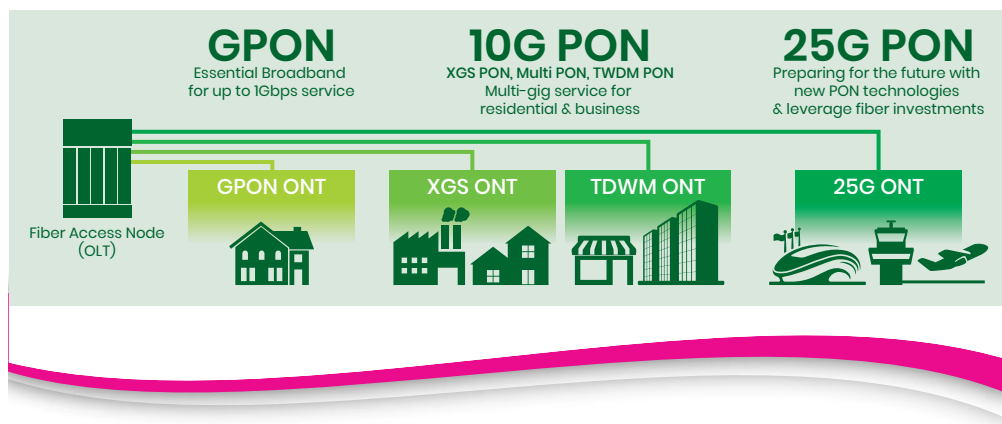 GPON
Essential Broadband
for up to 1Gbps service
10G PON
XGS PON, Multi PON, TWDM PON
Multi-gig service for
residential & business
25G PON
Preparing for the future with
new PON technologies
& leverage fiber investments
Fiber Access Node
(OLT)
GPON ONT
XGS ONT
TDWM ONT
25G ONT